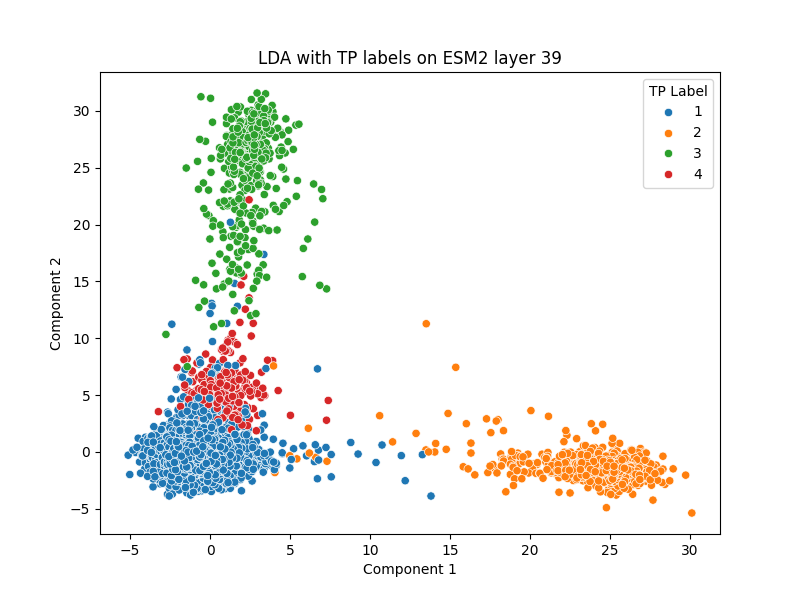 LDA with TP labels on ESM2 layer 39
TP Label
1
2
3
4
30
25
20
15
10
5
0
−5
Component 2
−5 0 5 10 15 20 25 30
Component 1